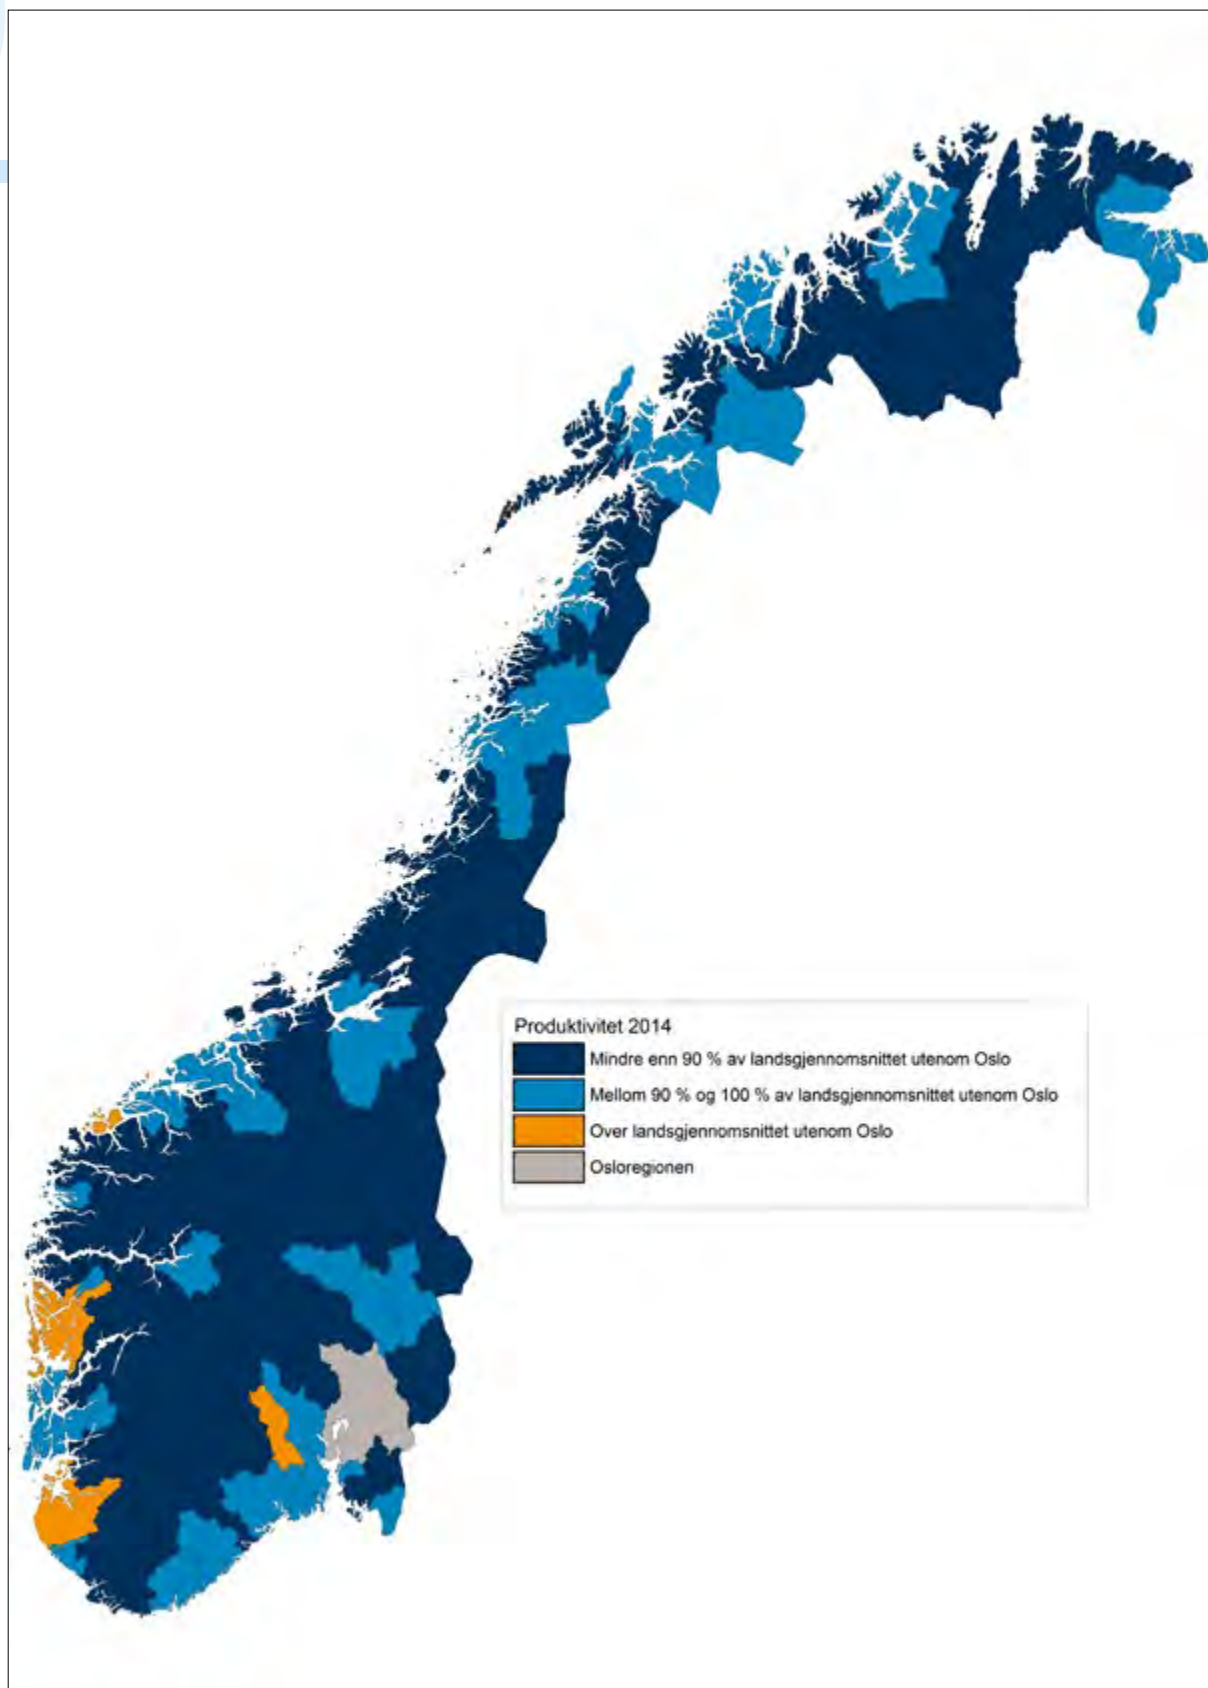 Produktivitet 2014
Mindre enn 90 % av landsgjennomsnittet utenom Oslo
Mellom 90 % og 100 % av landsgjennomsnittet utenom Oslo
Over landsgjennomsnittet utenom Oslo
Osloregionen